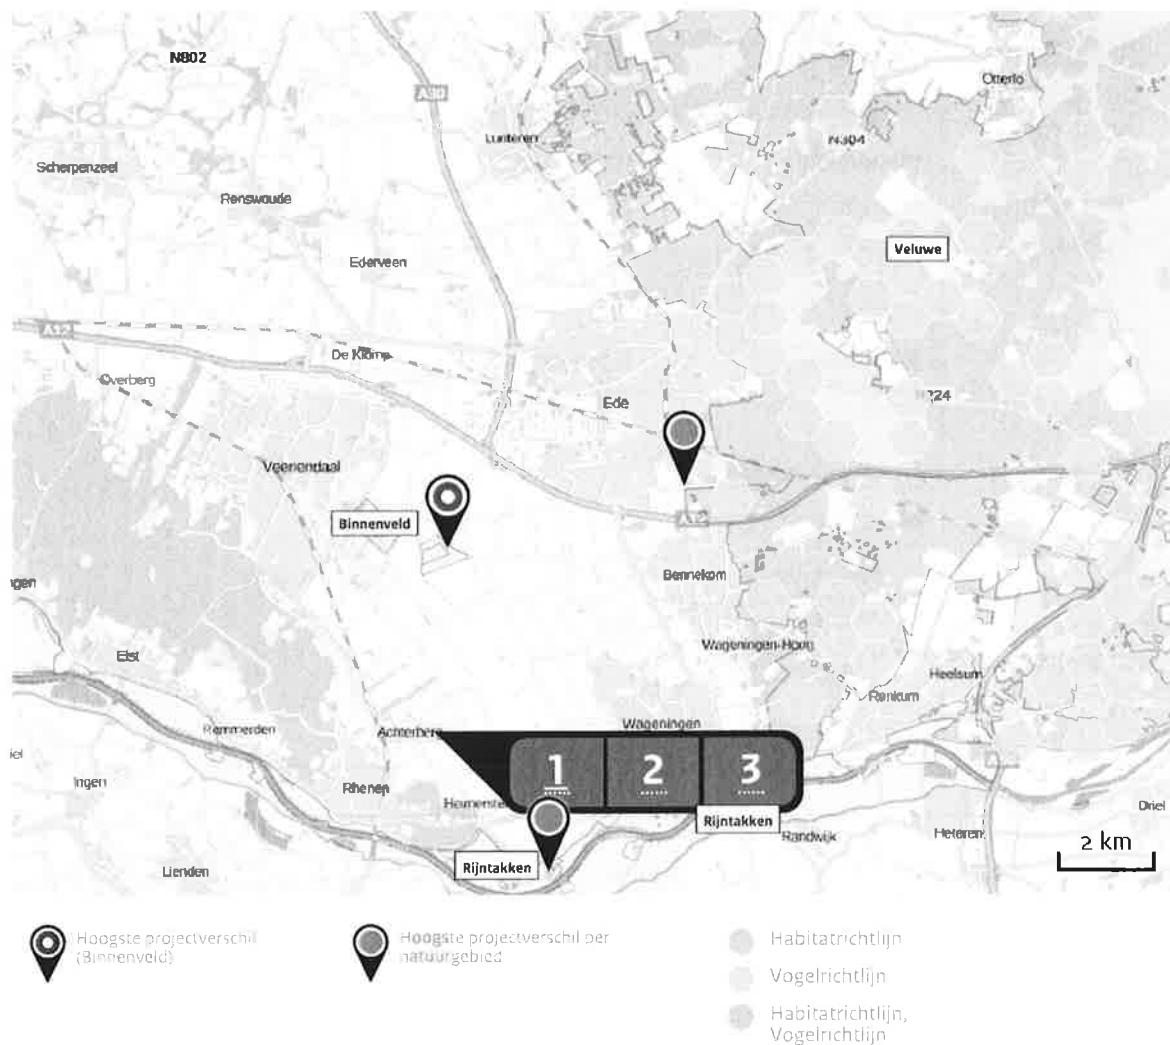 N802
Otterlo
A30
Lunteren
N304
Scherpenzeel
Renswoude
Veluwe
Ederveen
A12
De Klomp
Overberg
Ede
Veenendaal
Binnenveld
A12
Bennekom
ngen
Wageningen-Hoog
Elst
Heelsum
Renkum
Remmerden
Achterberg
Wageningen
iel
Ingen
Rhenen
1
2
3
Rijntakken
Randwijk
Heteren
Driel
2 km
Rijntakken
Lienden
Hoogste projectverschil
(Binnenveld)
Hoogste projectverschil per
natuurgebied
Habitatrichtlijn
Vogelrichtlijn
Habitatrichtlijn,
Vogelrichtlijn